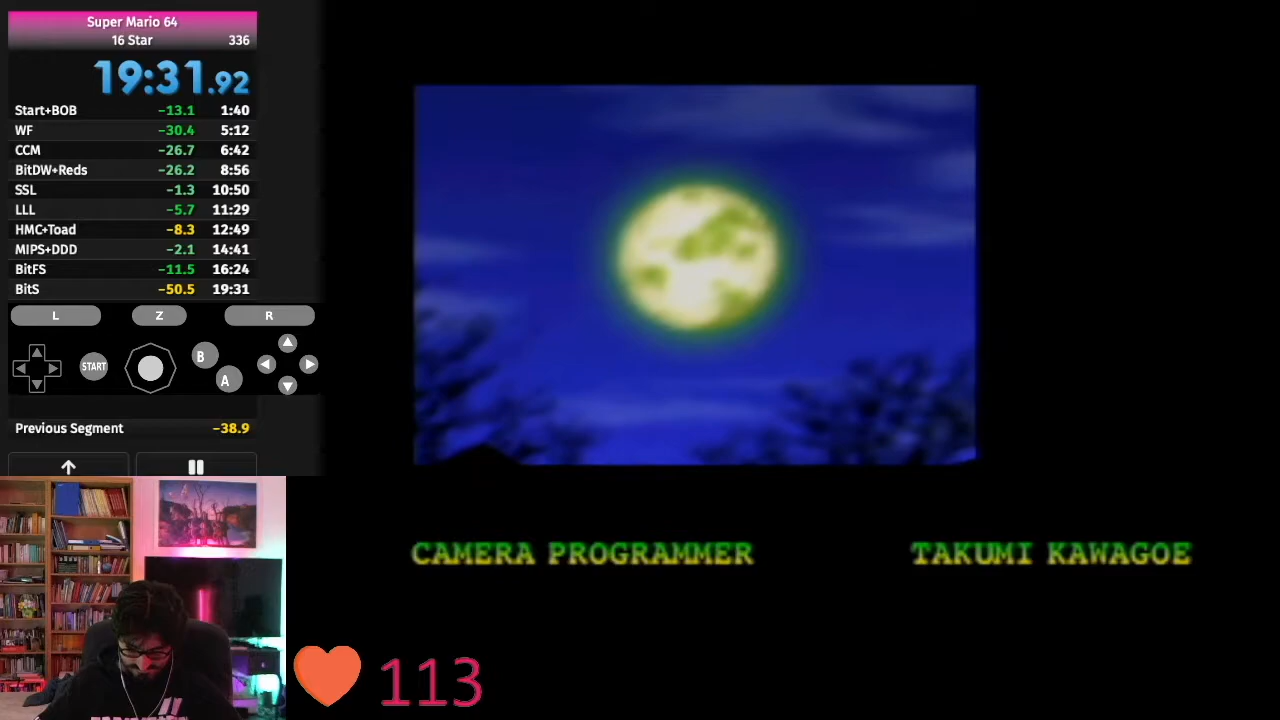 Super Mario 64
16 Star 336
19:31.92
Start+BOB -13.1 1:40
WF -30.4 5:12
CCM -26.7 6:42
BitDW+Reds -26.2 8:56
SSL -1.3 10:50
LLL -5.7 11:29
HMC+Toad -8.3 12:49
MIPS+DDD -2.1 14:41
BitFS -11.5 16:24
BitS -50.5 19:31
L Z R
START B A
Previous Segment -38.9
CAMERA PROGRAMMER TAKUMI KAWAGOE
113